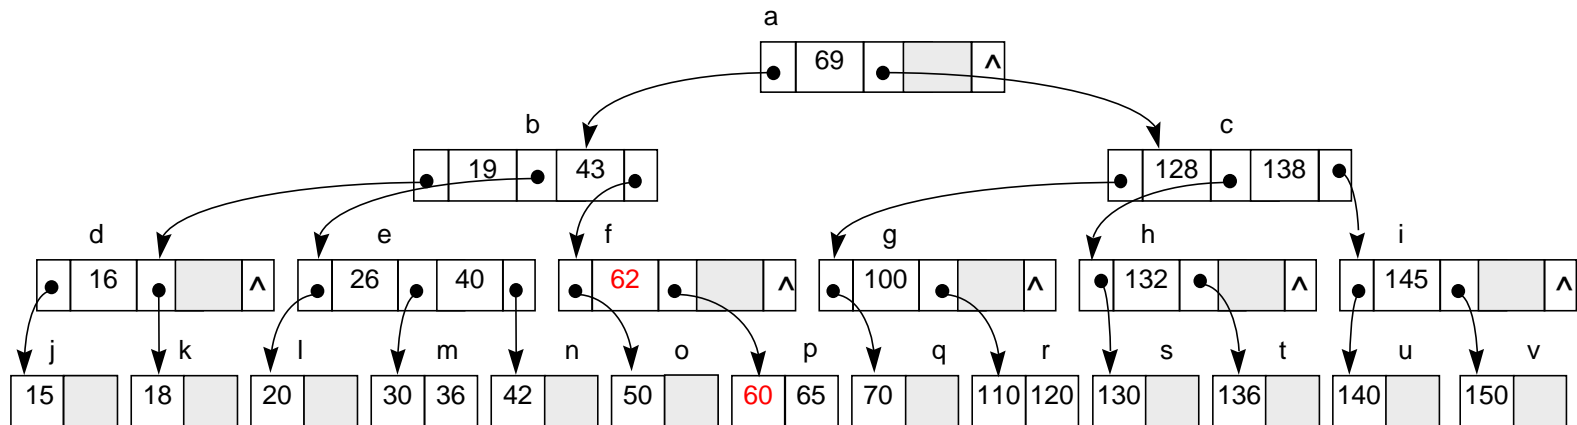 a
69 ^
b c
19 43 128 138
d e f g h i
16 ^ 26 40 62 ^ 100 ^ 132 ^ 145 ^
j k l m n o p q r s t u v
15 18 20 30 36 42 50 60 65 70 110 120 130 136 140 150